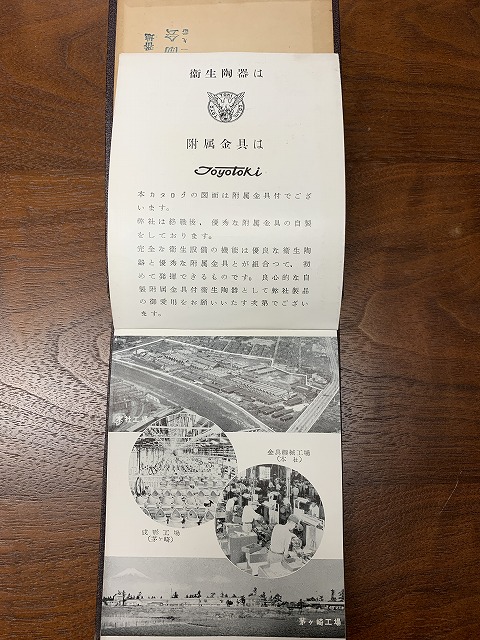 衛生陶器は
TOYO TOKI
附属金具は
Toyotoki
本カタログの図面は附属金具付でござ
います。
弊社は終戦後、優秀な附属金具の自製
をしております。
完全な衛生設備の機能は優良な衛生陶
器と優秀な附属金具とが組合つて、初
めて発揮できるものです。良心的な自
製附属金具付衛生陶器として弊社製品
の御愛用をお願いいたす次第でござい
ます。
本社工場
金具機械工場
(本社)
成形工場
(茅ヶ崎)
茅ヶ崎工場